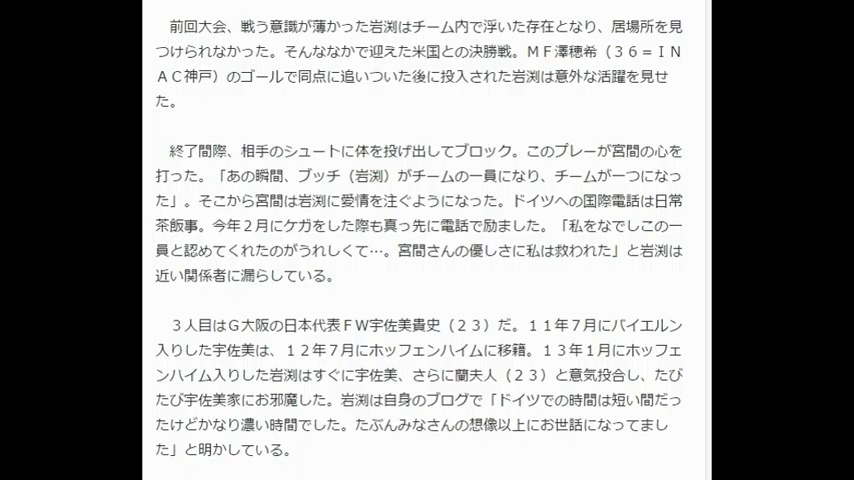 前回大会、戦う意識が薄かった岩渕はチーム内で浮いた存在となり、居場所を見
つけられなかった。そんななかで迎えた米国との決勝戦。ＭＦ澤穂希（３６＝ＩＮ
ＡＣ神戸）のゴールで同点に追いついた後に投入された岩渕は意外な活躍を見せ
た。
終了間際、相手のシュートに体を投げ出してブロック。このプレーが宮間の心を
打った。「あの瞬間、ブッチ（岩渕）がチームの一員になり、チームが一つになっ
た」。そこから宮間は岩渕に愛情を注ぐようになった。ドイツへの国際電話は日常
茶飯事。今年２月にケガをした際も真っ先に電話で励ました。「私をなでしこの一
員と認めてくれたのがうれしくて…。宮間さんの優しさに私は救われた」と岩渕は
近い関係者に漏らしている。
３人目はＧ大阪の日本代表ＦＷ宇佐美貴史（２３）だ。１１年７月にバイエルン
入りした宇佐美は、１２年７月にホッフェンハイムに移籍。１３年１月にホッフェ
ンハイム入りした岩渕はすぐに宇佐美、さらに蘭夫人（２３）と意気投合し、たび
たび宇佐美家にお邪魔した。岩渕は自身のブログで「ドイツでの時間は短い間だっ
たけどかなり濃い時間でした。たぶんみなさんの想像以上にお世話になってまし
た」と明かしている。